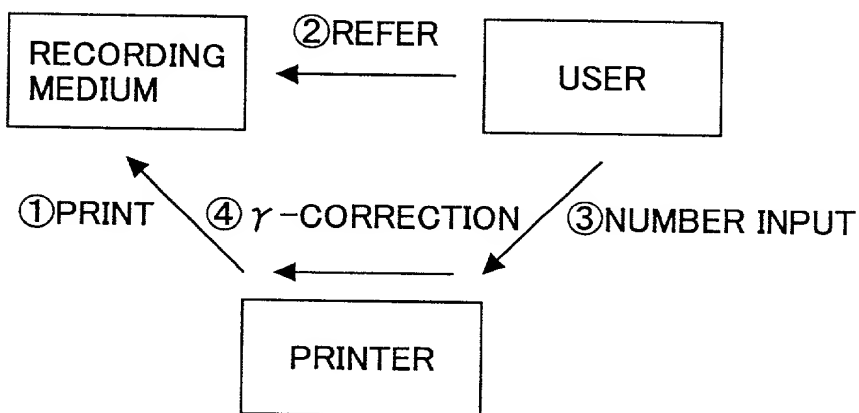 ②REFER
RECORDING
MEDIUM
USER
①PRINT
④γ-CORRECTION
③NUMBER INPUT
PRINTER